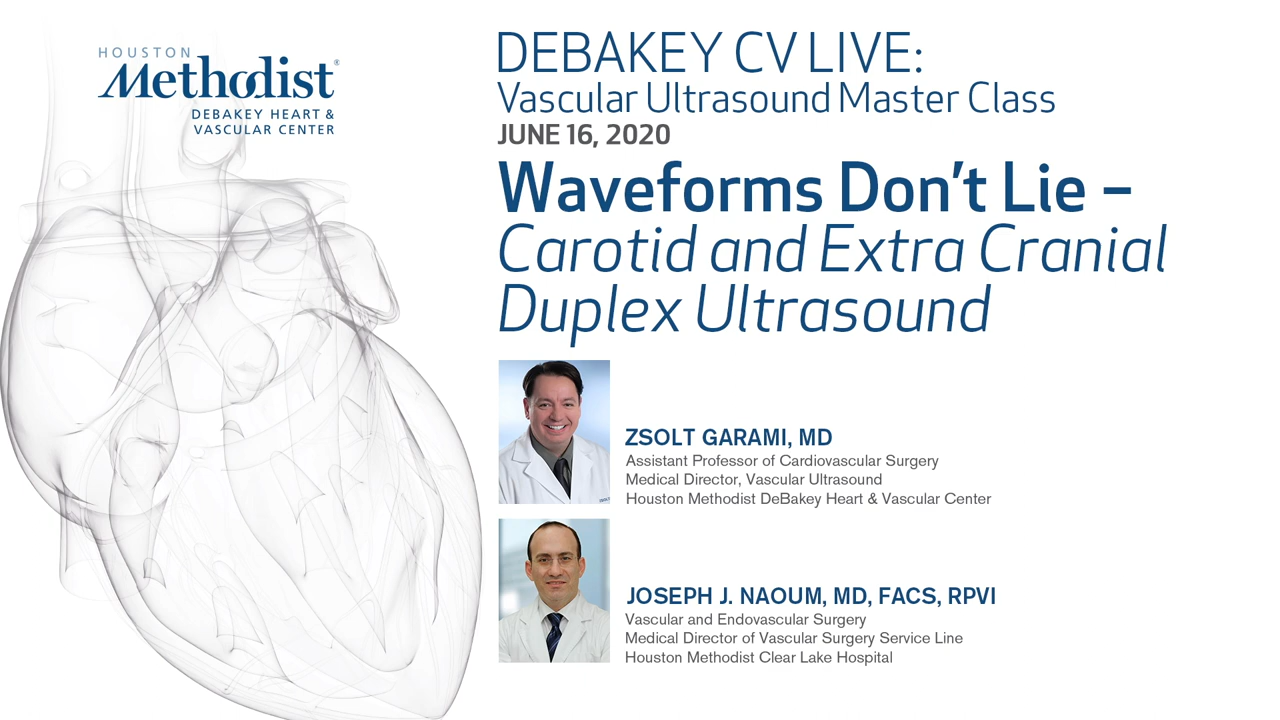 HOUSTON
Methodist®
DEBAKEY HEART &
VASCULAR CENTER
DEBAKEY CV LIVE:
Vascular Ultrasound Master Class
JUNE 16, 2020
Waveforms Don’t Lie –
Carotid and Extra Cranial
Duplex Ultrasound
ZSOLT GARAMI, MD
Assistant Professor of Cardiovascular Surgery
Medical Director, Vascular Ultrasound
Houston Methodist DeBakey Heart & Vascular Center
JOSEPH J. NAOUM, MD, FACS, RPVI
Vascular and Endovascular Surgery
Medical Director of Vascular Surgery Service Line
Houston Methodist Clear Lake Hospital